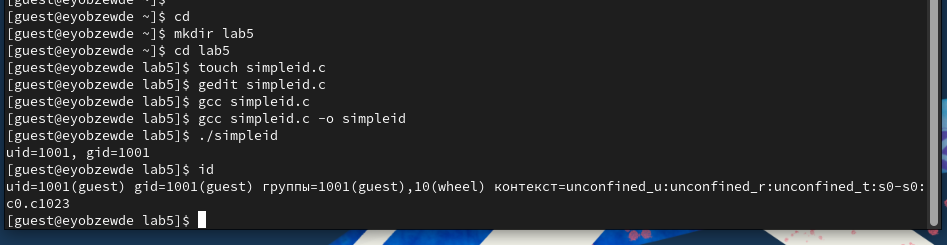 [guest@eyobzewde ~]$
[guest@eyobzewde ~]$ cd
[guest@eyobzewde ~]$ mkdir lab5
[guest@eyobzewde ~]$ cd lab5
[guest@eyobzewde lab5]$ touch simpleid.c
[guest@eyobzewde lab5]$ gedit simpleid.c
[guest@eyobzewde lab5]$ gcc simpleid.c
[guest@eyobzewde lab5]$ gcc simpleid.c -o simpleid
[guest@eyobzewde lab5]$ ./simpleid
uid=1001, gid=1001
[guest@eyobzewde lab5]$ id
uid=1001(guest) gid=1001(guest) группы=1001(guest),10(wheel) контекст=unconfined_u:unconfined_r:unconfined_t:s0-s0:
c0.c1023
[guest@eyobzewde lab5]$